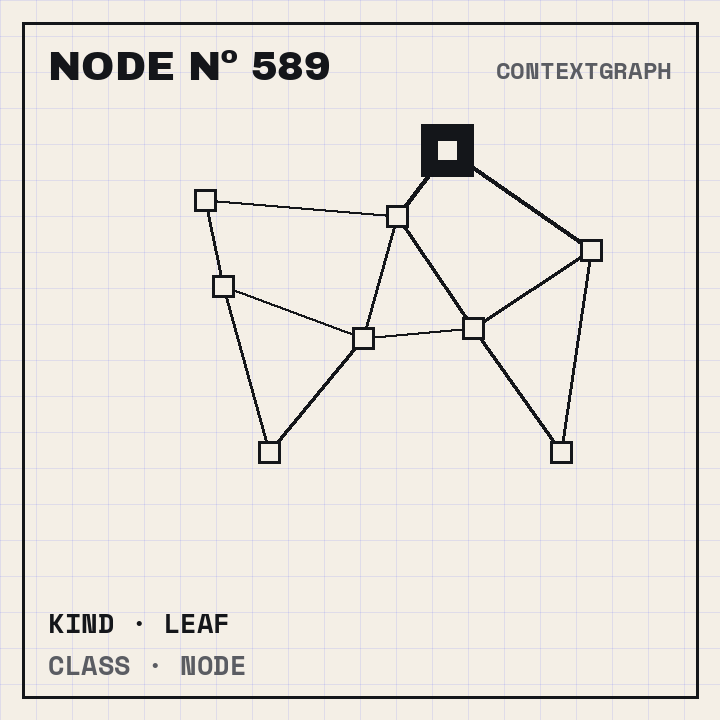 NODE Nº 589
CONTEXTGRAPH
KIND · LEAF
CLASS · NODE